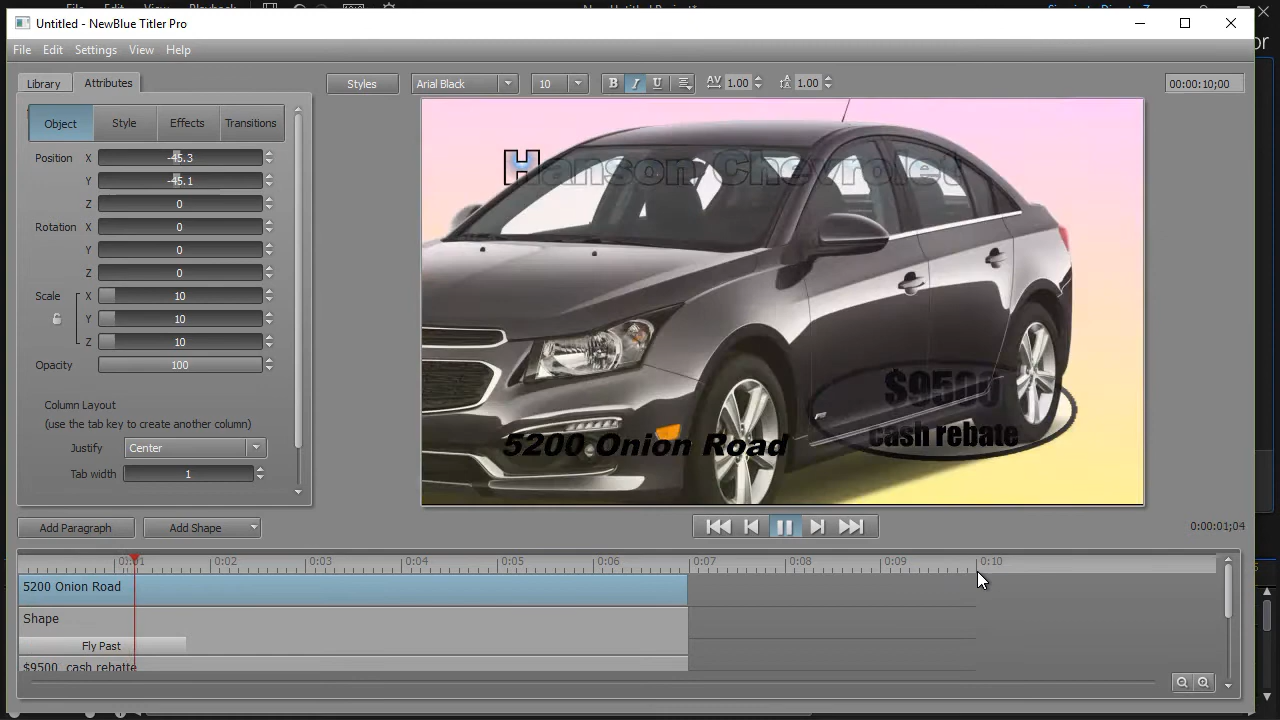 Untitled - NewBlue Titler Pro
File Edit Settings View Help
Library Attributes
Styles Arial Black 10 B I U AV 1.00 A 1.00 00:00:10;00
Object Style Effects Transitions
Position X -45.3
Y -45.1
Z 0
Rotation X 0
Y 0
Z 0
Scale X 10
Y 10
Z 10
Opacity 100
Column Layout
(use the tab key to create another column)
Justify Center
Tab width 1
Hanson Chevrolet
$9500
cash rebate
5200 Onion Road
Add Paragraph Add Shape
0:00:01;04
0:01 0:02 0:03 0:04 0:05 0:06 0:07 0:08 0:09 0:10
5200 Onion Road
Shape
Fly Past
$9500 cash rebatte